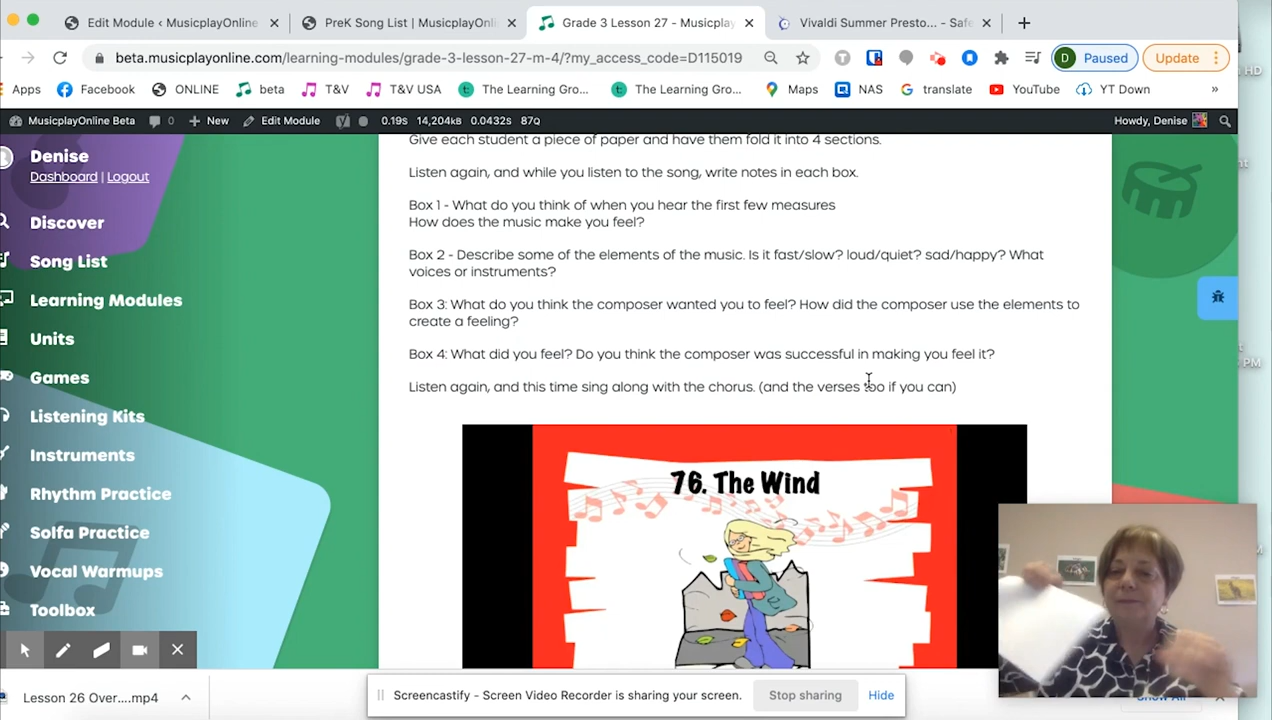 Edit Module ‹ MusicplayOnline
PreK Song List | MusicplayOnli
Grade 3 Lesson 27 - Musicplay
Vivaldi Summer Presto... - Safe
beta.musicplayonline.com/learning-modules/grade-3-lesson-27-m-4/?my_access_code=D115019
D Paused
Update
Apps Facebook ONLINE beta T&V T&V USA The Learning Gro... The Learning Gro... Maps NAS translate YouTube YT Down »
MusicplayOnline Beta 0 New Edit Module 0.19s 14,204kB 0.0432s 87Q Howdy, Denise
Denise
Dashboard | Logout
Discover
Song List
Learning Modules
Units
Games
Listening Kits
Instruments
Rhythm Practice
Solfa Practice
Vocal Warmups
Toolbox
Give each student a piece of paper and have them fold it into 4 sections.
Listen again, and while you listen to the song, write notes in each box.
Box 1 - What do you think of when you hear the first few measures
How does the music make you feel?
Box 2 - Describe some of the elements of the music. Is it fast/slow? loud/quiet? sad/happy? What
voices or instruments?
Box 3: What do you think the composer wanted you to feel? How did the composer use the elements to
create a feeling?
Box 4: What did you feel? Do you think the composer was successful in making you feel it?
Listen again, and this time sing along with the chorus. (and the verses too if you can)
76. The Wind
HD
PM
Lesson 26 Over....mp4
Screencastify - Screen Video Recorder is sharing your screen.
Stop sharing
Hide
Show All